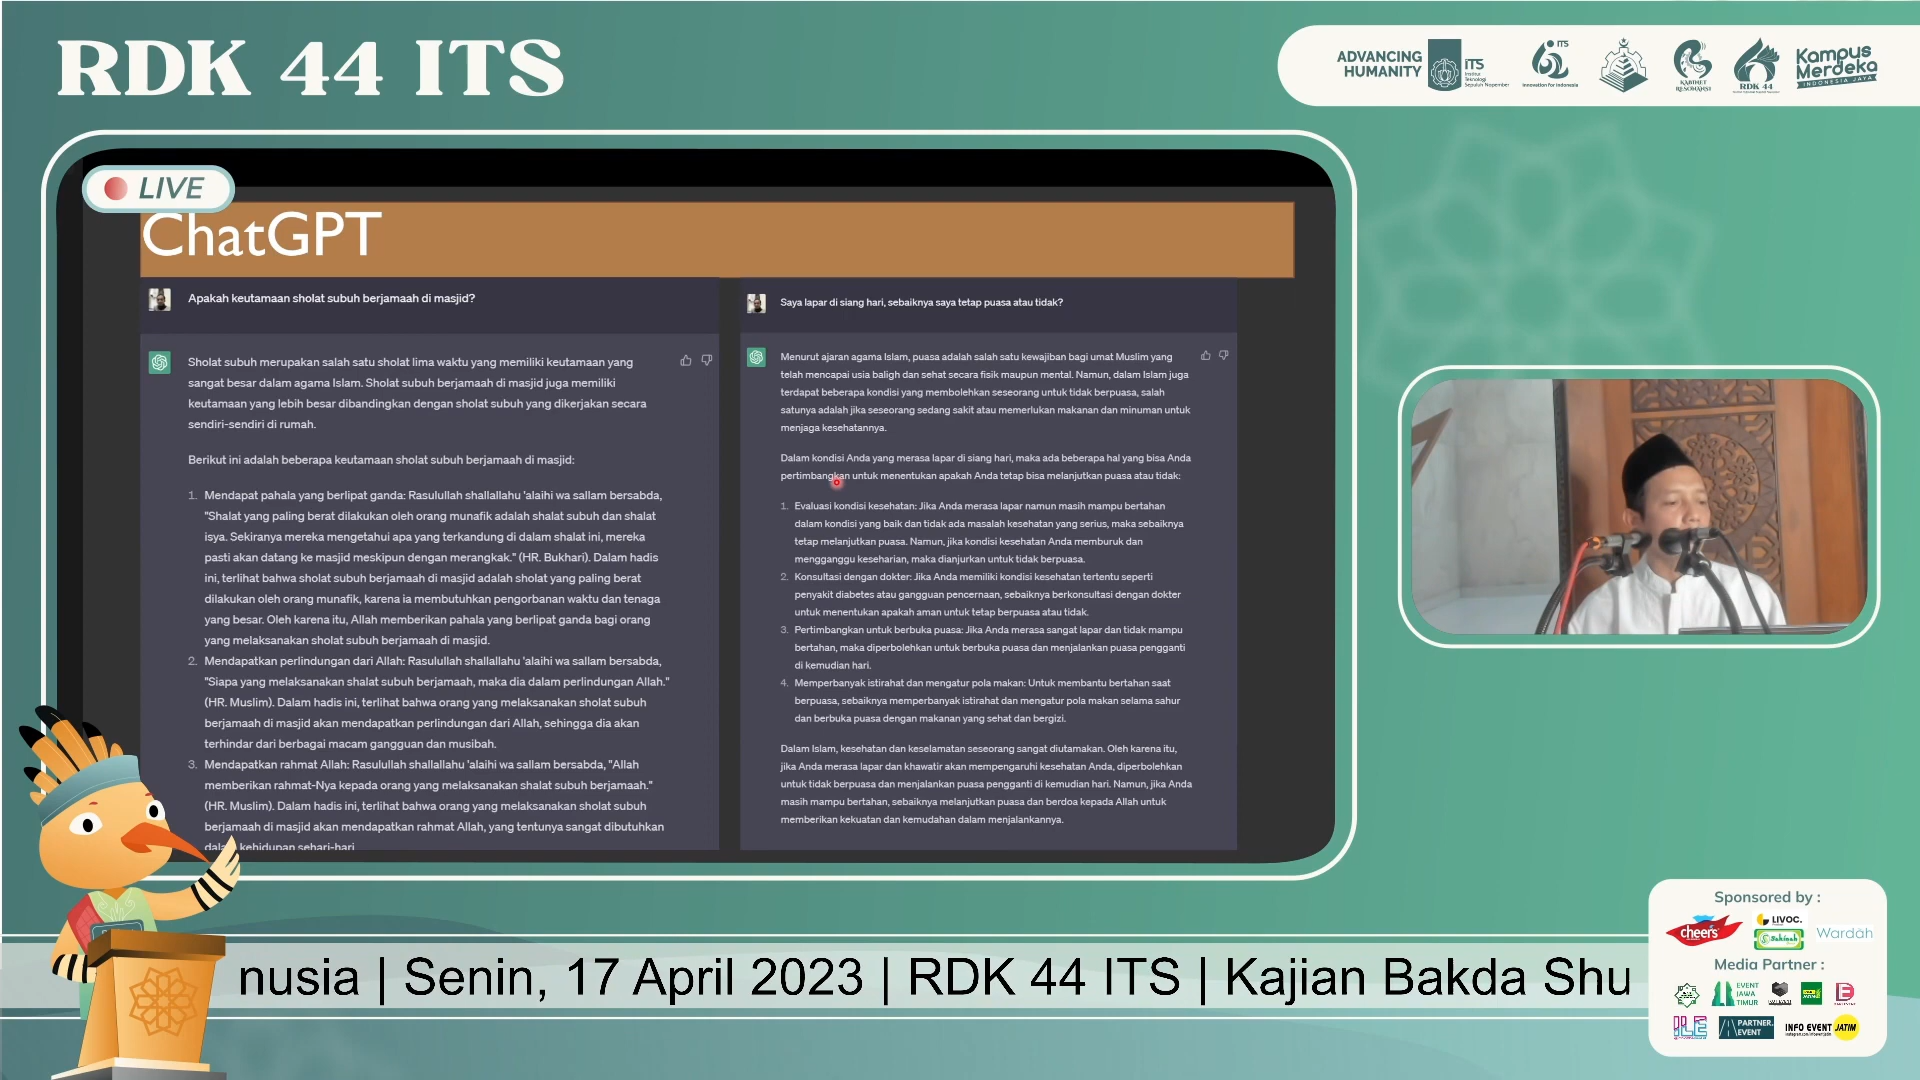 RDK 44 ITS
ADVANCING
HUMANITY
ITS
Institut
Teknologi
Sepuluh Nopember
ITS
Innovation for Indonesia
KABINET
RESONANSI
RDK 44
Kampus
Merdeka
INDONESIA JAYA
LIVE
ChatGPT
Apakah keutamaan sholat subuh berjamaah di masjid?
Sholat subuh merupakan salah satu sholat lima waktu yang memiliki keutamaan yang
sangat besar dalam agama Islam. Sholat subuh berjamaah di masjid juga memiliki
keutamaan yang lebih besar dibandingkan dengan sholat subuh yang dikerjakan secara
sendiri-sendiri di rumah.
Berikut ini adalah beberapa keutamaan sholat subuh berjamaah di masjid:
1. Mendapat pahala yang berlipat ganda: Rasulullah shallallahu 'alaihi wa sallam bersabda,
"Shalat yang paling berat dilakukan oleh orang munafik adalah shalat subuh dan shalat
isya. Sekiranya mereka mengetahui apa yang terkandung di dalam shalat ini, mereka
pasti akan datang ke masjid meskipun dengan merangkak." (HR. Bukhari). Dalam hadis
ini, terlihat bahwa sholat subuh berjamaah di masjid adalah sholat yang paling berat
dilakukan oleh orang munafik, karena ia membutuhkan pengorbanan waktu dan tenaga
yang besar. Oleh karena itu, Allah memberikan pahala yang berlipat ganda bagi orang
yang melaksanakan sholat subuh berjamaah di masjid.
2. Mendapatkan perlindungan dari Allah: Rasulullah shallallahu 'alaihi wa sallam bersabda,
"Siapa yang melaksanakan shalat subuh berjamaah, maka dia dalam perlindungan Allah."
(HR. Muslim). Dalam hadis ini, terlihat bahwa orang yang melaksanakan sholat subuh
berjamaah di masjid akan mendapatkan perlindungan dari Allah, sehingga dia akan
terhindar dari berbagai macam gangguan dan musibah.
3. Mendapatkan rahmat Allah: Rasulullah shallallahu 'alaihi wa sallam bersabda, "Allah
memberikan rahmat-Nya kepada orang yang melaksanakan shalat subuh berjamaah."
(HR. Muslim). Dalam hadis ini, terlihat bahwa orang yang melaksanakan sholat subuh
berjamaah di masjid akan mendapatkan rahmat Allah, yang tentunya sangat dibutuhkan
dalam kehidupan sehari-hari
Saya lapar di siang hari, sebaiknya saya tetap puasa atau tidak?
Menurut ajaran agama Islam, puasa adalah salah satu kewajiban bagi umat Muslim yang
telah mencapai usia baligh dan sehat secara fisik maupun mental. Namun, dalam Islam juga
terdapat beberapa kondisi yang membolehkan seseorang untuk tidak berpuasa, salah
satunya adalah jika seseorang sedang sakit atau memerlukan makanan dan minuman untuk
menjaga kesehatannya.
Dalam kondisi Anda yang merasa lapar di siang hari, maka ada beberapa hal yang bisa Anda
pertimbangkan untuk menentukan apakah Anda tetap bisa melanjutkan puasa atau tidak:
1. Evaluasi kondisi kesehatan: Jika Anda merasa lapar namun masih mampu bertahan
dalam kondisi yang baik dan tidak ada masalah kesehatan yang serius, maka sebaiknya
tetap melanjutkan puasa. Namun, jika kondisi kesehatan Anda memburuk dan
mengganggu keseharian, maka dianjurkan untuk tidak berpuasa.
2. Konsultasi dengan dokter: Jika Anda memiliki kondisi kesehatan tertentu seperti
penyakit diabetes atau gangguan pencernaan, sebaiknya berkonsultasi dengan dokter
untuk menentukan apakah aman untuk tetap berpuasa atau tidak.
3. Pertimbangkan untuk berbuka puasa: Jika Anda merasa sangat lapar dan tidak mampu
bertahan, maka diperbolehkan untuk berbuka puasa dan menjalankan puasa pengganti
di kemudian hari.
4. Memperbanyak istirahat dan mengatur pola makan: Untuk membantu bertahan saat
berpuasa, sebaiknya memperbanyak istirahat dan mengatur pola makan selama sahur
dan berbuka puasa dengan makanan yang sehat dan bergizi.
Dalam Islam, kesehatan dan keselamatan seseorang sangat diutamakan. Oleh karena itu,
jika Anda merasa lapar dan khawatir akan mempengaruhi kesehatan Anda, diperbolehkan
untuk tidak berpuasa dan menjalankan puasa pengganti di kemudian hari. Namun, jika Anda
masih mampu bertahan, sebaiknya melanjutkan puasa dan berdoa kepada Allah untuk
memberikan kekuatan dan kemudahan dalam menjalankannya.
nusia | Senin, 17 April 2023 | RDK 44 ITS | Kajian Bakda Shu
Sponsored by :
cheers
LIVOC.
Sakinah
Wardah
Media Partner :
EVENT
JAWA
TIMUR
ILE
PARTNER.
EVENT
INFO EVENT JATIM